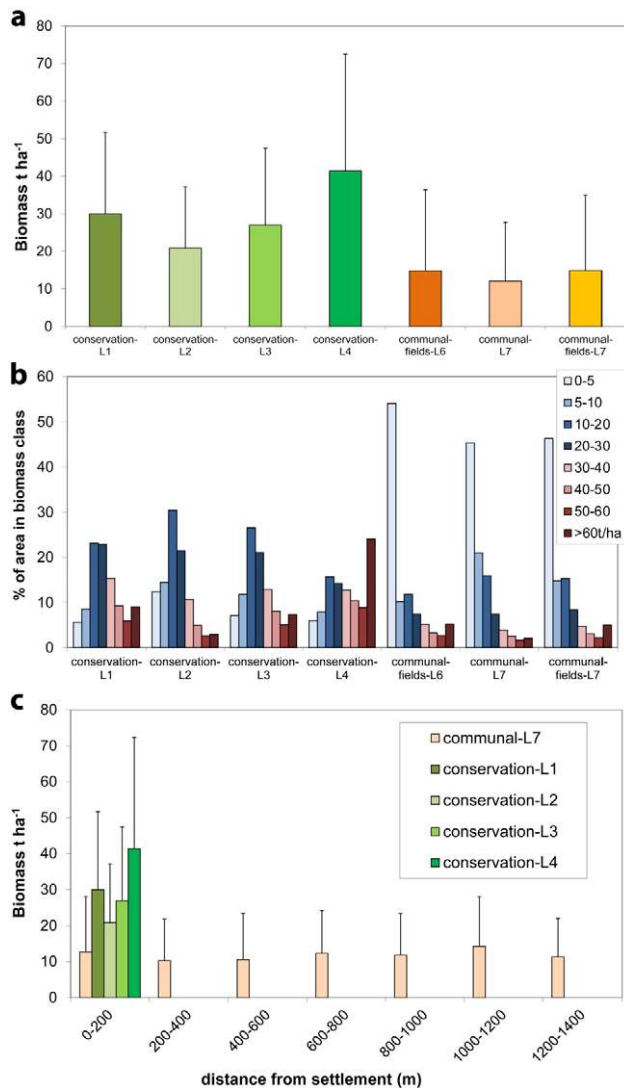 a
80
70
60
50
40
30
20
10
0
Biomass t ha-1
conservation-L1
conservation-L2
conservation-L3
conservation-L4
communal-fields-L6
communal-L7
communal-fields-L7
b
60
50
40
30
20
10
0
% of area in biomass class
0-5
5-10
10-20
20-30
30-40
40-50
50-60
>60t/ha
conservation-L1
conservation-L2
conservation-L3
conservation-L4
communal-fields-L6
communal-L7
communal-fields-L7
c
80
70
60
50
40
30
20
10
0
Biomass t ha-1
communal-L7
conservation-L1
conservation-L2
conservation-L3
conservation-L4
0-200
200-400
400-600
600-800
800-1000
1000-1200
1200-1400
distance from settlement (m)